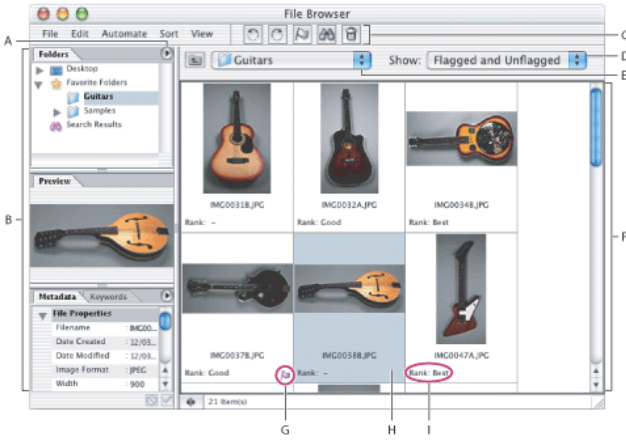 File Browser
File Edit Automate Sort View
A
C
Folders
Desktop
Favorite Folders
Guitars
Samples
Search Results
Guitars
Show: Flagged and Unflagged
D
E
IMG0031B.JPG
Rank: -
IMG0032A.JPG
Rank: Good
IMG0034B.JPG
Rank: Best
Preview
B
F
Metadata Keywords
File Properties
Filename : IMG00...
Date Created : 12/03...
Date Modified : 12/03...
Image Format : JPEG
Width : 900
IMG0037B.JPG
Rank: Good
IMG0038B.JPG
Rank: -
IMG0047A.JPG
Rank: Best
21 Item(s)
G
H
I